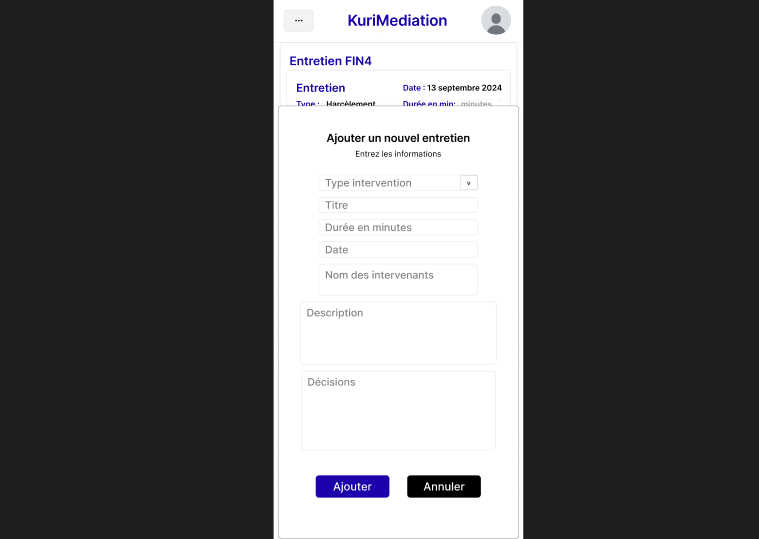 ...
KuriMediation
Entretien FIN4
Entretien
Date : 13 septembre 2024
Type : Harcèlement
Durée en min: minutes
Ajouter un nouvel entretien
Entrez les informations
Type intervention
v
Titre
Durée en minutes
Date
Nom des intervenants
Description
Décisions
Ajouter
Annuler